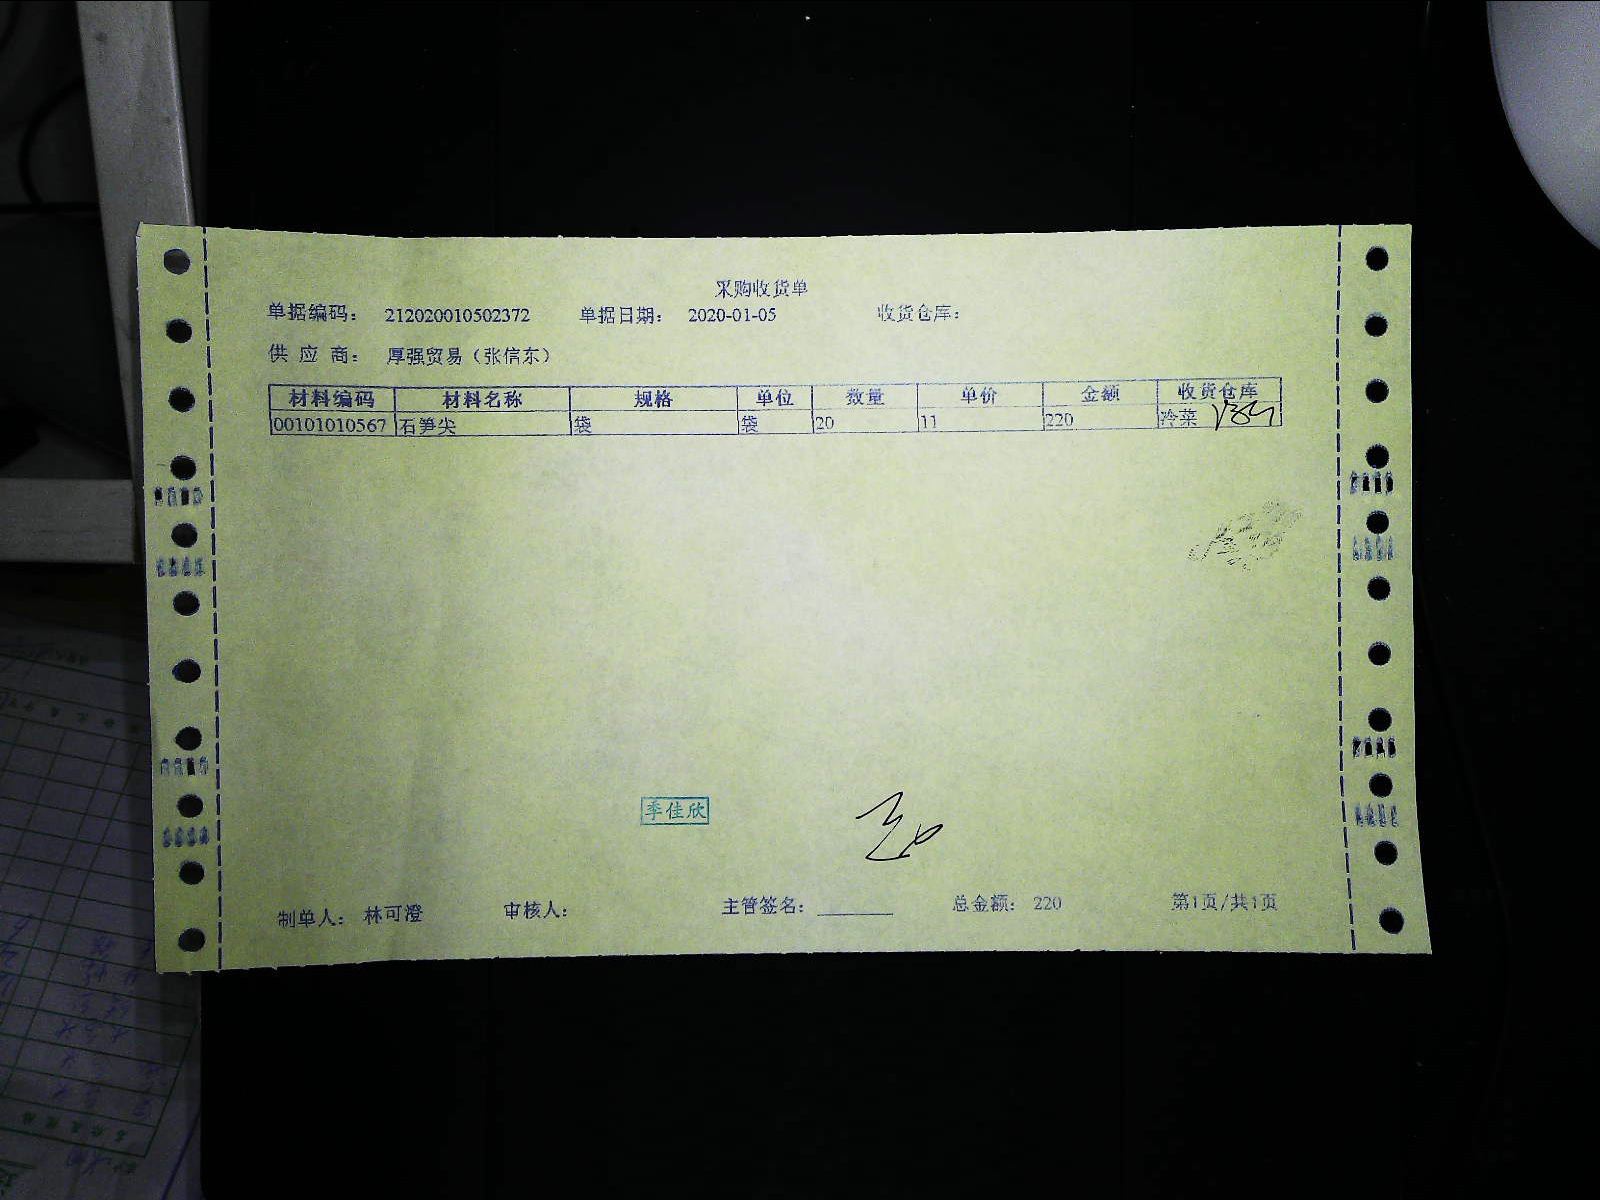 采购收货单
单据编码： 212020010502372 单据日期： 2020-01-05 收货仓库：
供 应 商： 厚强贸易（张信东）
材料编码 材料名称 规格 单位 数量 单价 金额 收货仓库
00101010567 石笋尖 袋 袋 20 11 220 冷菜
季佳欣
制单人： 林可澄 审核人： 主管签名： 总金额： 220 第1页/共1页